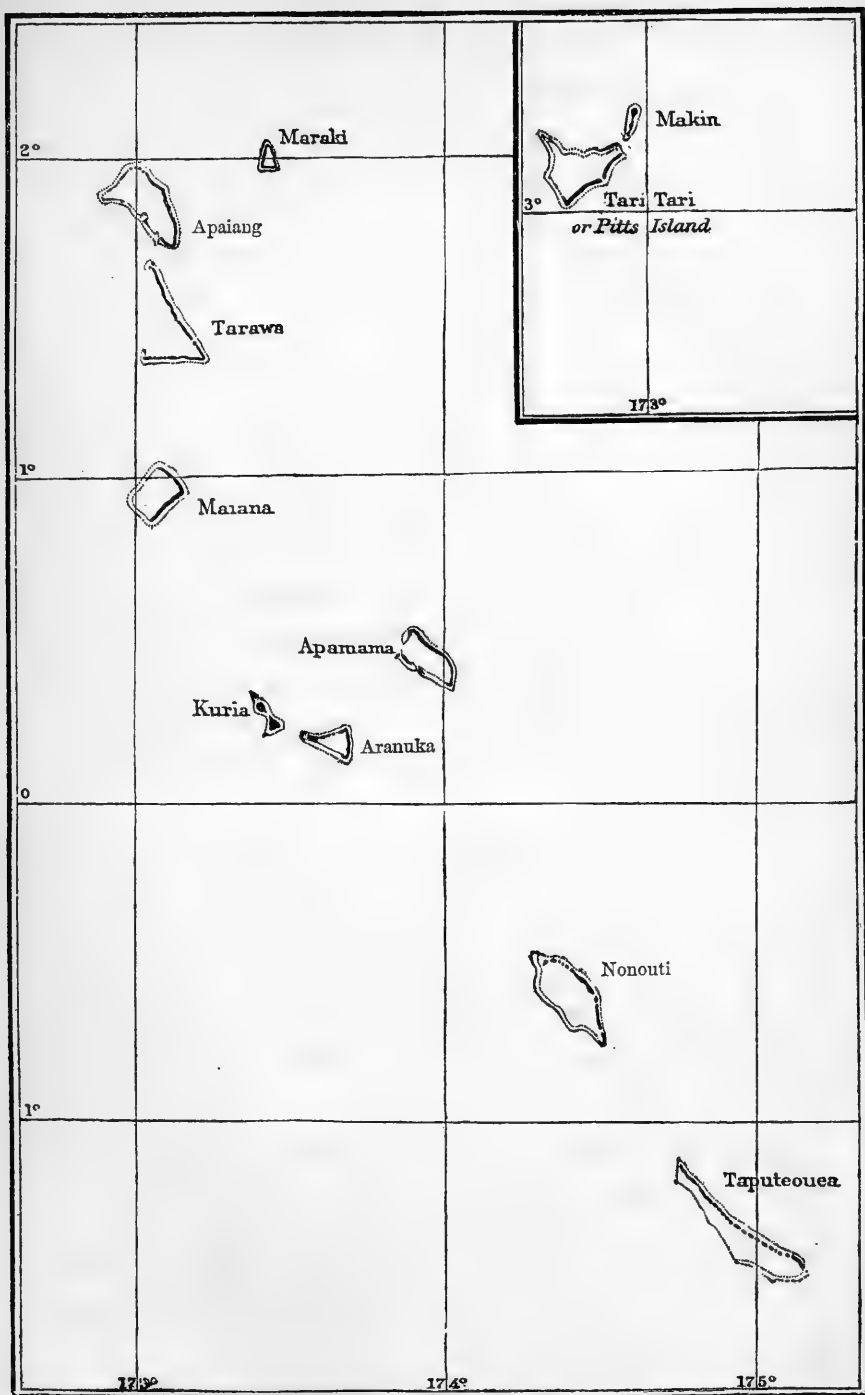 Makin
Maraki
2°
Tari Tari
3°
or Pitts Island
Apaiang
Tarawa
173°
1°
Maiana
Apamama
Kuria
Aranuka
0
Nonouti
1°
Taputeouea
173°
174°
175°